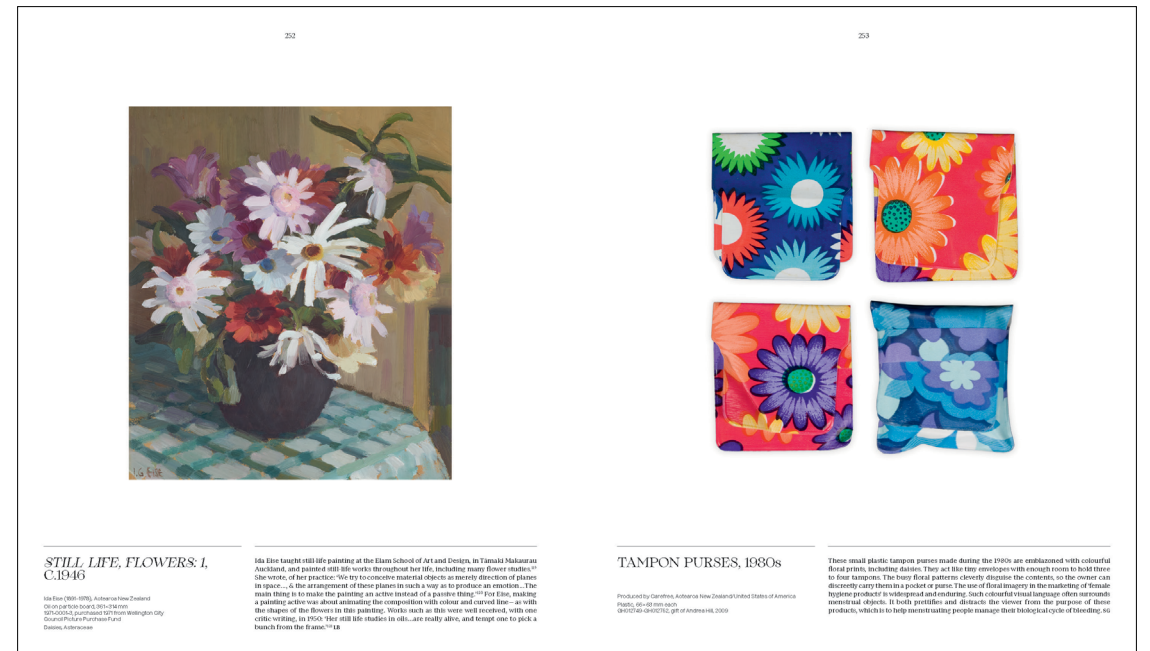 252
253
I.G. EISE
STILL LIFE, FLOWERS: 1,
C.1946
Ida Eise (1891–1978), Aotearoa New Zealand
Oil on particle board, 361 × 314 mm
1971-0001-3, purchased 1971 from Wellington City
Council Picture Purchase Fund
Daisies, Asteraceae
Ida Eise taught still-life painting at the Elam School of Art and Design, in Tāmaki Makaurau
Auckland, and painted still-life works throughout her life, including many flower studies.
She wrote, of her practice: ‘We try to conceive material objects as merely direction of planes
in space…, & the arrangement of these planes in such a way as to produce an emotion…The
main thing is to make the painting an active instead of a passive thing.’ For Eise, making
a painting active was about animating the composition with colour and curved line — as with
the shapes of the flowers in this painting. Works such as this were well received, with one
critic writing, in 1950: ‘Her still life studies in oils…are really alive, and tempt one to pick a
bunch from the frame.’ LB
TAMPON PURSES, 1980s
Produced by Carefree, Aotearoa New Zealand/United States of America
Plastic, 66 × 61 mm each
GH012749-GH012752, gift of Andrea Hill, 2009
These small plastic tampon purses made during the 1980s are emblazoned with colourful
floral prints, including daisies. They act like tiny envelopes with enough room to hold three
to four tampons. The busy floral patterns cleverly disguise the contents, so the owner can
discreetly carry them in a pocket or purse. The use of floral imagery in the marketing of ‘female
hygiene products’ is widespread and enduring. Such colourful visual language often surrounds
menstrual objects. It both prettifies and distracts the viewer from the purpose of these
products, which is to help menstruating people manage their biological cycle of bleeding. SG